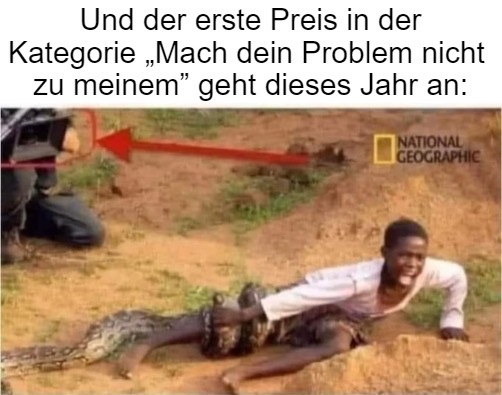 Und der erste Preis in der
Kategorie „Mach dein Problem nicht
zu meinem” geht dieses Jahr an:
NATIONAL
GEOGRAPHIC